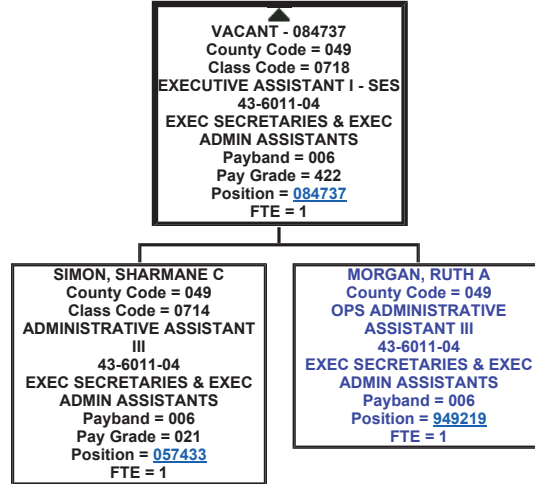 VACANT - 084737
County Code = 049
Class Code = 0718
EXECUTIVE ASSISTANT I - SES
43-6011-04
EXEC SECRETARIES & EXEC
ADMIN ASSISTANTS
Payband = 006
Pay Grade = 422
Position = 084737
FTE = 1
SIMON, SHARMANE C
County Code = 049
Class Code = 0714
ADMINISTRATIVE ASSISTANT
III
43-6011-04
EXEC SECRETARIES & EXEC
ADMIN ASSISTANTS
Payband = 006
Pay Grade = 021
Position = 057433
FTE = 1
MORGAN, RUTH A
County Code = 049
OPS ADMINISTRATIVE
ASSISTANT III
43-6011-04
EXEC SECRETARIES & EXEC
ADMIN ASSISTANTS
Payband = 006
Position = 949219
FTE = 1